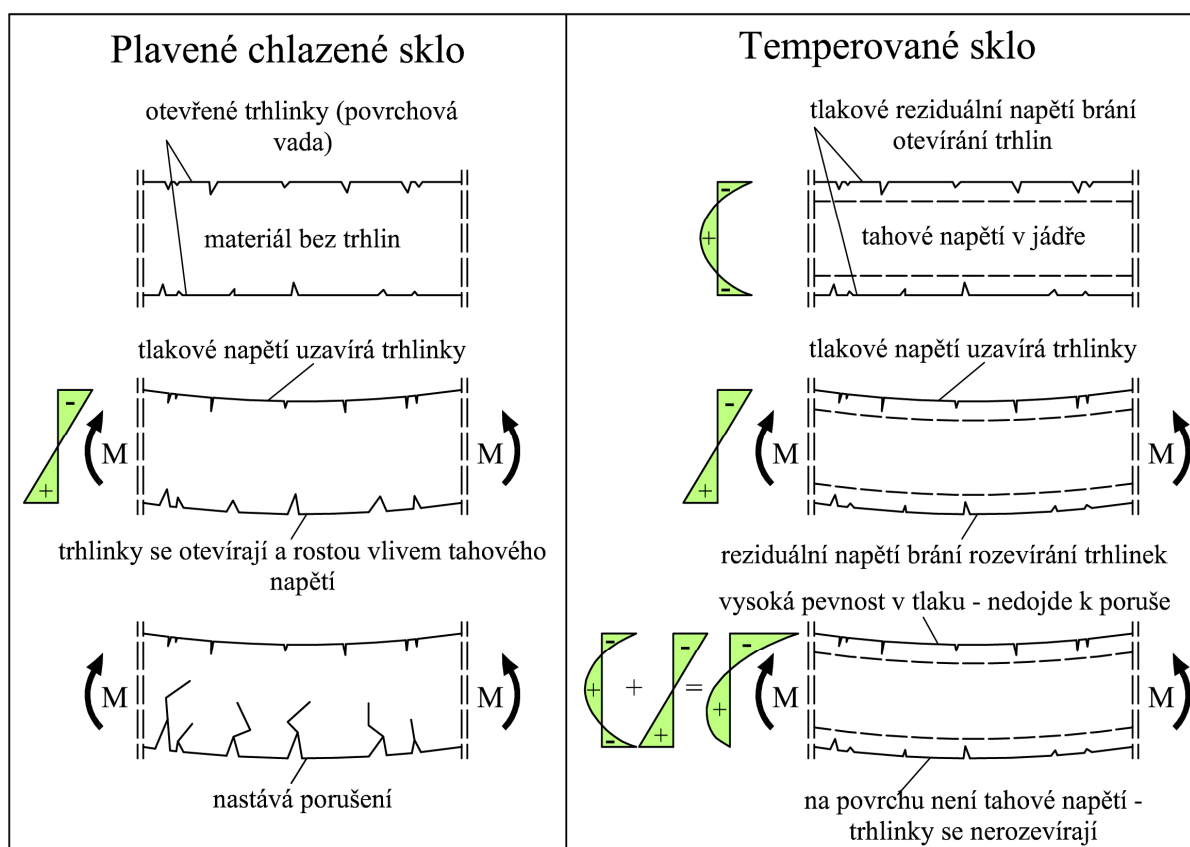 Plavené chlazené sklo
otevřené trhlinky (povrchová
vada)
materiál bez trhlin
tlakové napětí uzavírá trhlinky
-
+
M
M
trhlinky se otevírají a rostou vlivem tahového
napětí
M
M
nastává porušení
Temperované sklo
tlakové reziduální napětí brání
otevírání trhlin
-
+
-
tahové napětí v jádře
tlakové napětí uzavírá trhlinky
-
+
M
M
reziduální napětí brání rozevírání trhlinek
vysoká pevnost v tlaku - nedojde k poruše
- - -
+ + = +
- +
M
M
na povrchu není tahové napětí -
trhlinky se nerozevírají